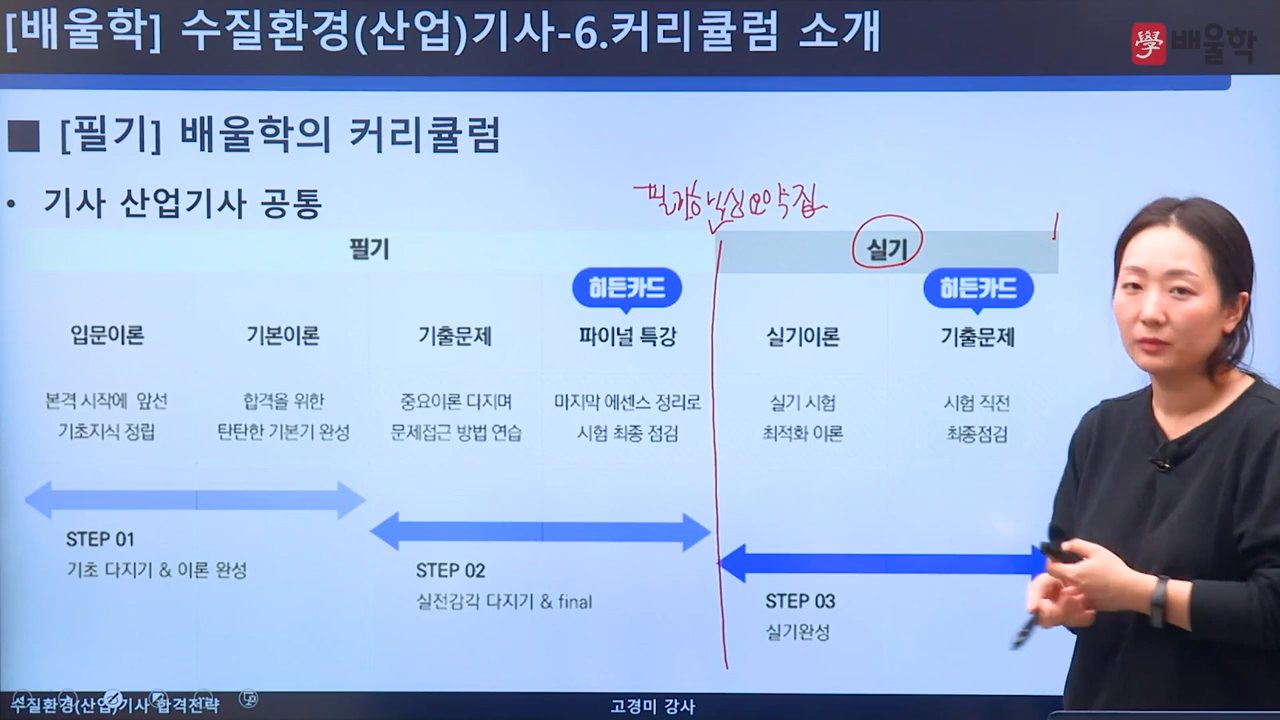 [배울학] 수질환경(산업)기사-6.커리큘럼 소개
學 배울학
■ [필기] 배울학의 커리큘럼
• 기사 산업기사 공통
필기 실기
히든카드 히든카드
입문이론 기본이론 기출문제 파이널 특강 실기이론 기출문제
본격 시작에 앞선 합격을 위한 중요이론 다지며 마지막 에센스 정리로 실기 시험 시험 직전
기초지식 정립 탄탄한 기본기 완성 문제접근 방법 연습 시험 최종 점검 최적화 이론 최종점검
STEP 01
기초 다지기 & 이론 완성
STEP 02
실전감각 다지기 & final
STEP 03
실기완성
수질환경(산업)기사 합격전략 고경미 강사